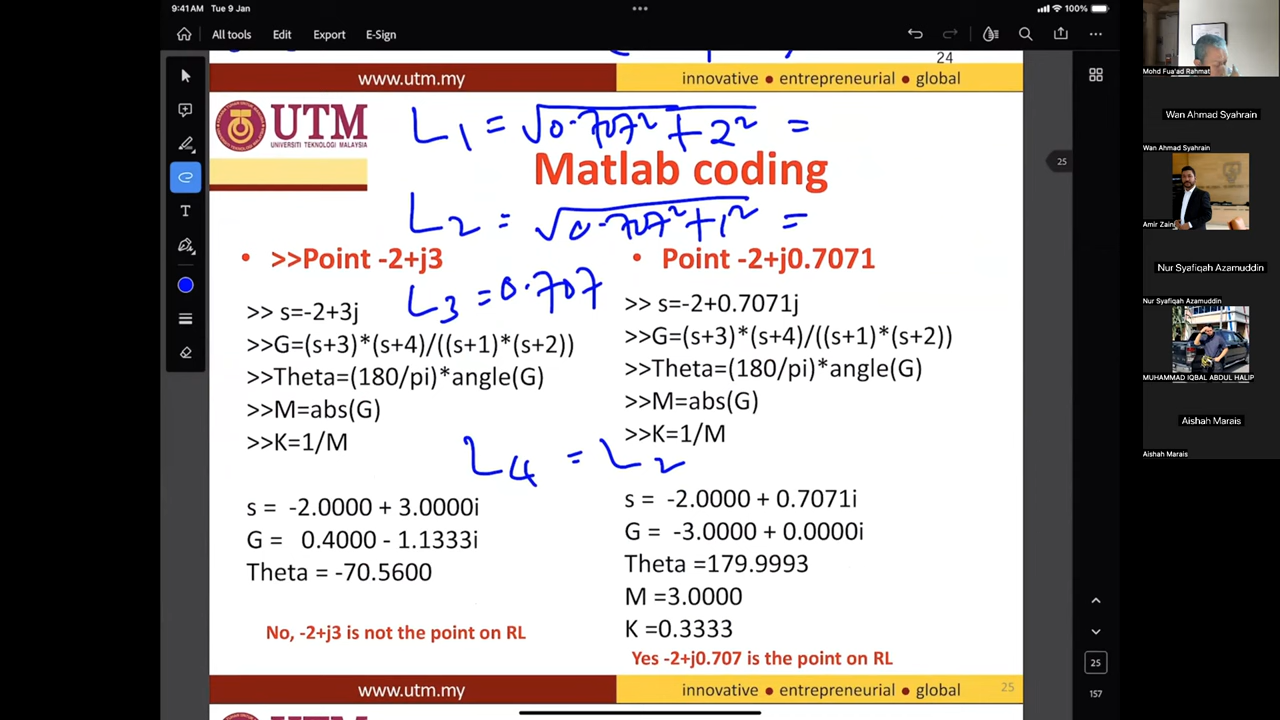 9:41AM Tue 9 Jan
100%
All tools Edit Export E-Sign
24
www.utm.my innovative • entrepreneurial • global
UTM
UNIVERSITI TEKNOLOGI MALAYSIA
L1 = √0.707² + 2² =
Matlab coding
L2 = √0.707² + 1² =
• >>Point -2+j3
L3 = 0.707
>> s=-2+3j
>>G=(s+3)*(s+4)/((s+1)*(s+2))
>>Theta=(180/pi)*angle(G)
>>M=abs(G)
>>K=1/M
L4 = L2
s = -2.0000 + 3.0000i
G = 0.4000 - 1.1333i
Theta = -70.5600
No, -2+j3 is not the point on RL
• Point -2+j0.7071
>> s=-2+0.7071j
>>G=(s+3)*(s+4)/((s+1)*(s+2))
>>Theta=(180/pi)*angle(G)
>>M=abs(G)
>>K=1/M
s = -2.0000 + 0.7071i
G = -3.0000 + 0.0000i
Theta =179.9993
M =3.0000
K =0.3333
Yes -2+j0.707 is the point on RL
www.utm.my innovative • entrepreneurial • global 25
25
25
157
Mohd Fua'ad Rahmat
Wan Ahmad Syahrain
Wan Ahmad Syahrain
Amir Zaini
Nur Syafiqah Azamuddin
Nur Syafiqah Azamuddin
MUHAMMAD IQBAL ABDUL HALIP
Aishah Marais
Aishah Marais